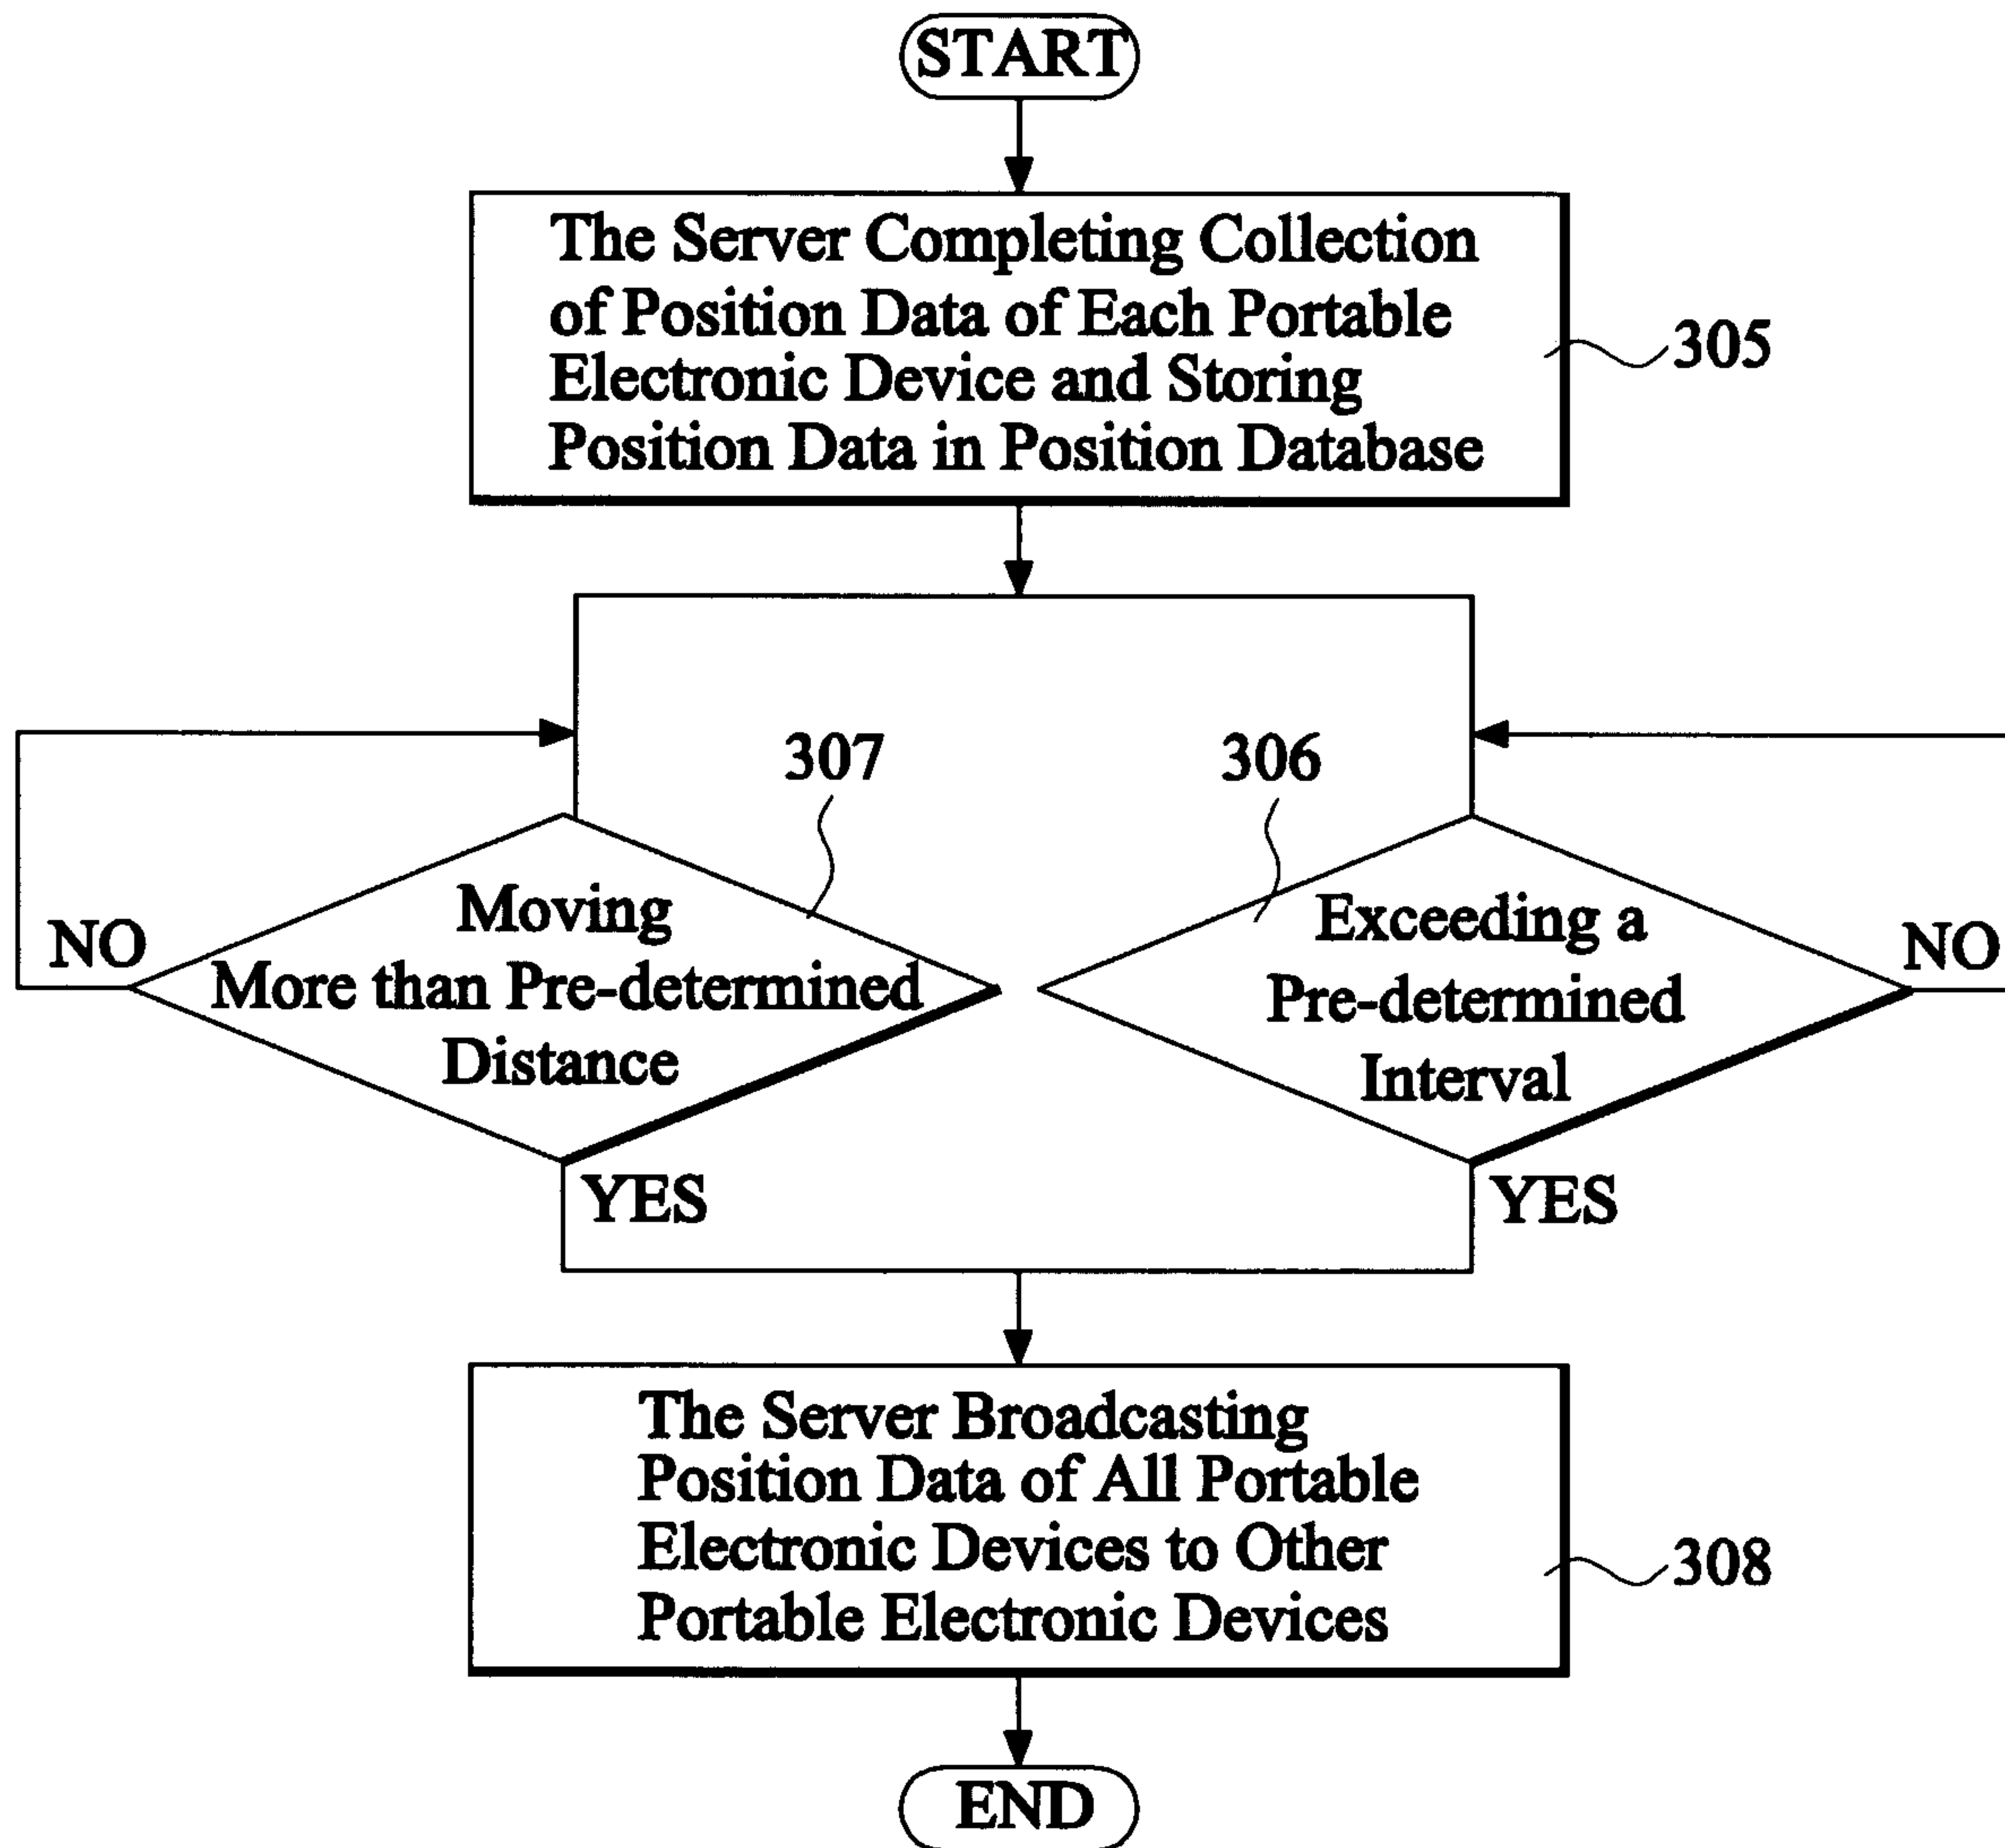 START
The Server Completing Collection
of Position Data of Each Portable
Electronic Device and Storing
Position Data in Position Database
305
307
306
Moving
More than Pre-determined
Distance
NO
Exceeding a
Pre-determined
Interval
NO
YES
YES
The Server Broadcasting
Position Data of All Portable
Electronic Devices to Other
Portable Electronic Devices
308
END